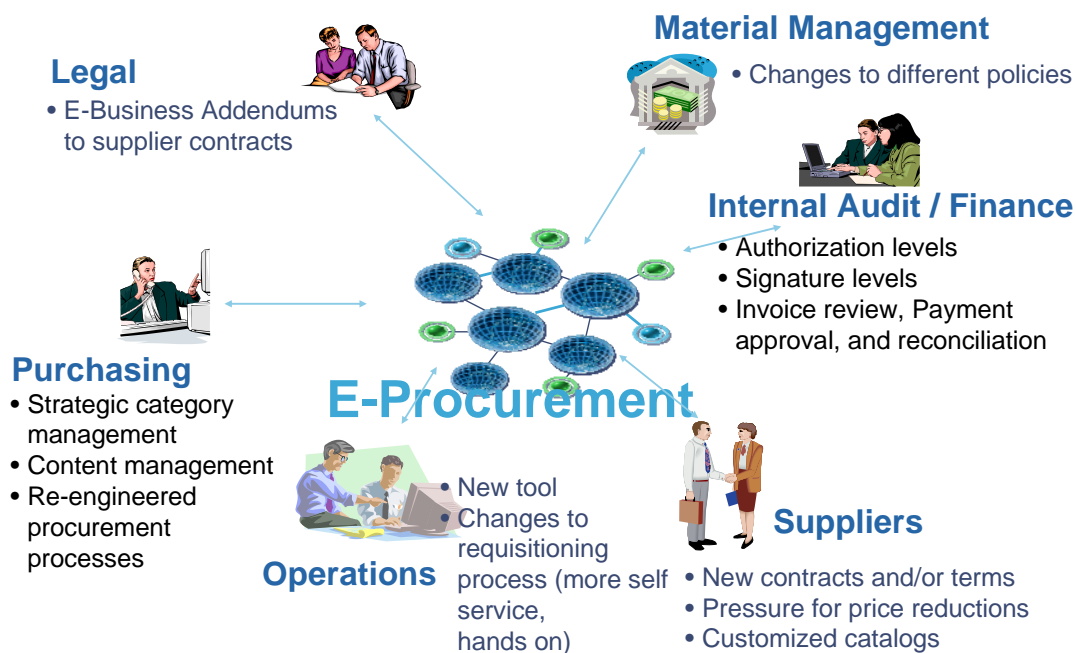 Legal
• E-Business Addendums
to supplier contracts
Material Management
• Changes to different policies
Internal Audit / Finance
• Authorization levels
• Signature levels
• Invoice review, Payment
approval, and reconciliation
Purchasing
• Strategic category
management
• Content management
• Re-engineered
procurement
processes
E-Procurement
Operations
• New tool
• Changes to
requisitioning
process (more self
service,
hands on)
Suppliers
• New contracts and/or terms
• Pressure for price reductions
• Customized catalogs